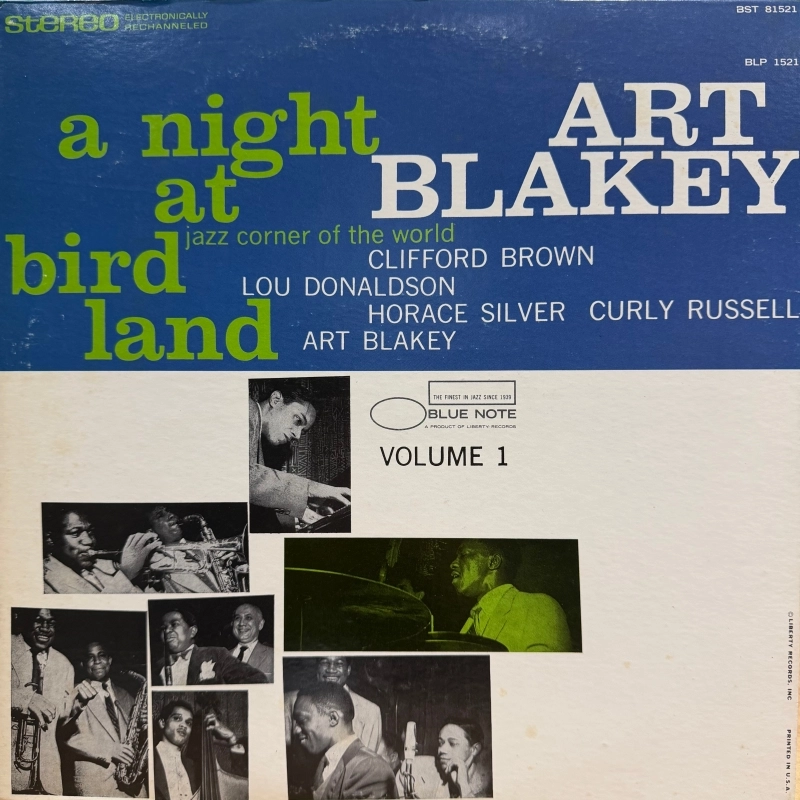 stereo ELECTRONICALLY RECHANNELED
BST 81521
BLP 1521
a night
at
bird
land
ART
BLAKEY
jazz corner of the world
CLIFFORD BROWN
LOU DONALDSON
HORACE SILVER CURLY RUSSELL
ART BLAKEY
THE FINEST IN JAZZ SINCE 1939
BLUE NOTE
A PRODUCT OF LIBERTY RECORDS
VOLUME 1
© LIBERTY RECORDS, INC
PRINTED IN U.S.A.